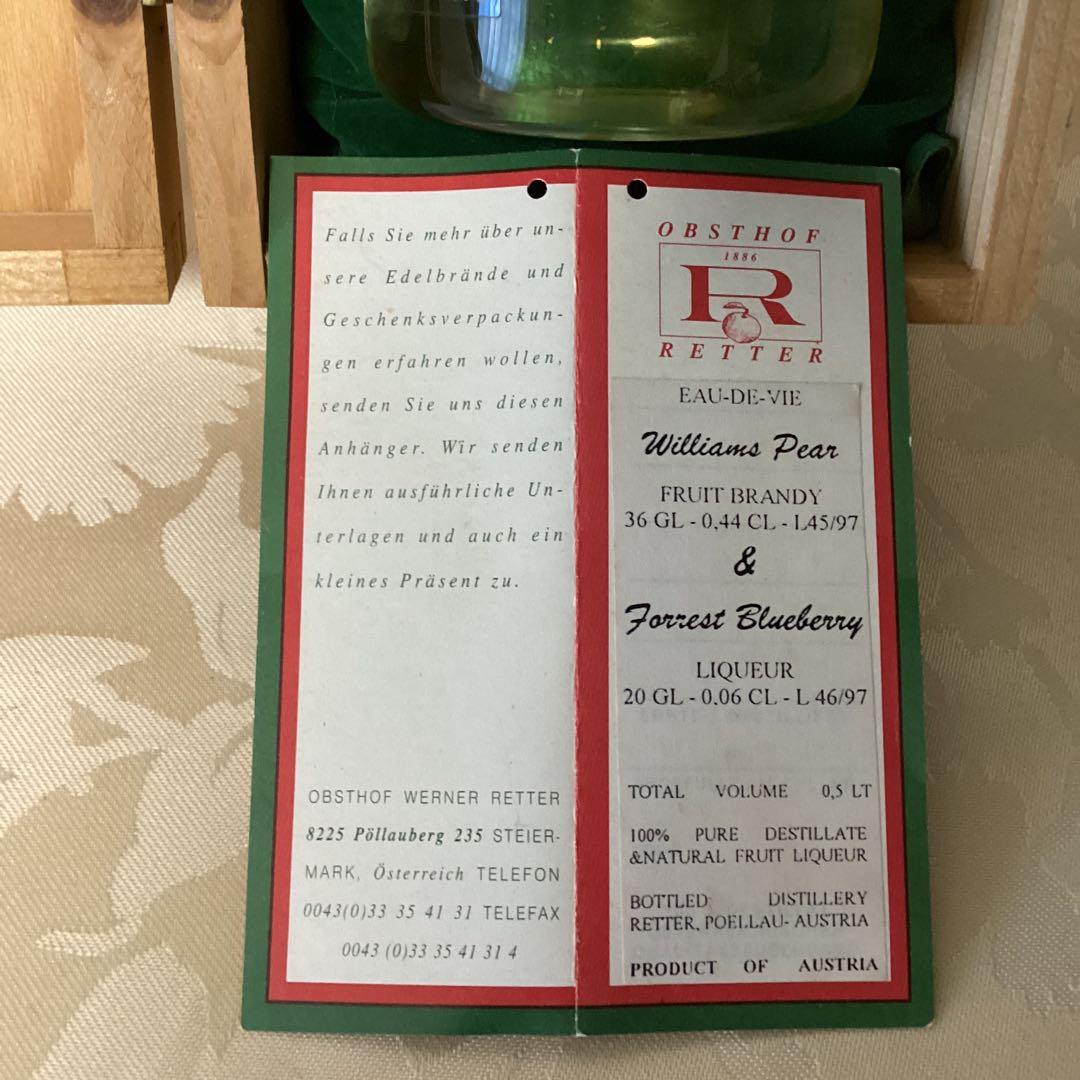 Falls Sie mehr über un-
sere Edelbrände und
Geschenksverpackun-
gen erfahren wollen,
senden Sie uns diesen
Anhänger. Wir senden
Ihnen ausführliche Un-
terlagen und auch ein
kleines Präsent zu.
OBSTHOF WERNER RETTER
8225 Pöllauberg 235 STEIER-
MARK, Österreich TELEFON
0043(0)33 35 41 31 TELEFAX
0043 (0)33 35 41 31 4
OBSTHOF
1886
R
RETTER
EAU-DE-VIE
Williams Pear
FRUIT BRANDY
36 GL - 0,44 CL - L45/97
&
Forrest Blueberry
LIQUEUR
20 GL - 0,06 CL - L 46/97
TOTAL VOLUME 0,5 LT
100% PURE DESTILLATE
&NATURAL FRUIT LIQUEUR
BOTTLED: DISTILLERY
RETTER, POELLAU- AUSTRIA
PRODUCT OF AUSTRIA